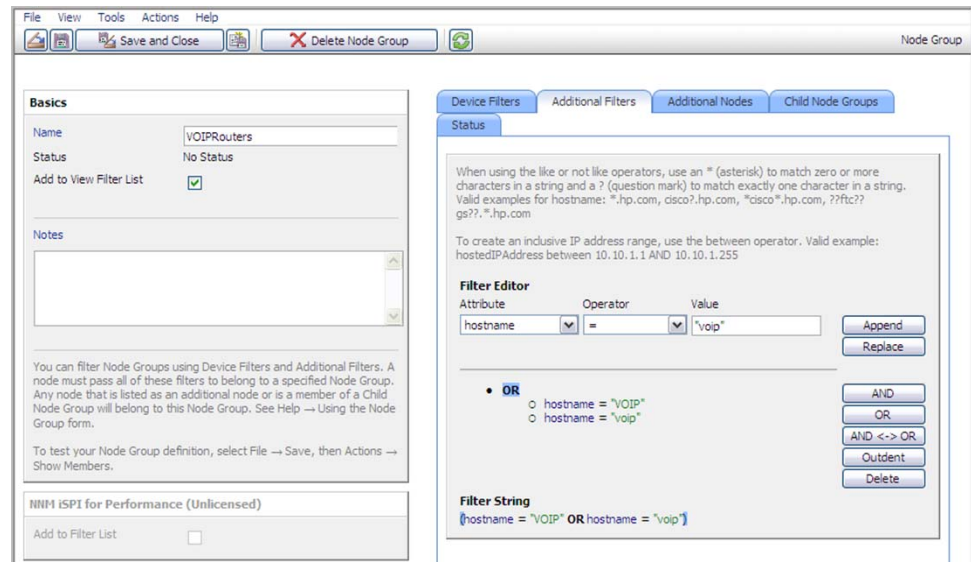 File View Tools Actions Help
Save and Close Delete Node Group Node Group
Basics
Name VOIPRouters
Status No Status
Add to View Filter List
Notes
You can filter Node Groups using Device Filters and Additional Filters. A
node must pass all of these filters to belong to a specified Node Group.
Any node that is listed as an additional node or is a member of a Child
Node Group will belong to this Node Group. See Help → Using the Node
Group form.
To test your Node Group definition, select File → Save, then Actions →
Show Members.
NNM iSPI for Performance (Unlicensed)
Add to Filter List
Device Filters Additional Filters Additional Nodes Child Node Groups
Status
When using the like or not like operators, use an * (asterisk) to match zero or more
characters in a string and a ? (question mark) to match exactly one character in a string.
Valid examples for hostname: *.hp.com, cisco?.hp.com, *cisco*.hp.com, ??ftc??
gs??.*.hp.com
To create an inclusive IP address range, use the between operator. Valid example:
hostedIPAddress between 10.10.1.1 AND 10.10.1.255
Filter Editor
Attribute Operator Value
hostname = "voip" Append
Replace
OR
hostname = "VOIP"
hostname = "voip"
AND
OR
AND <-> OR
Outdent
Delete
Filter String
(hostname = "VOIP" OR hostname = "voip")